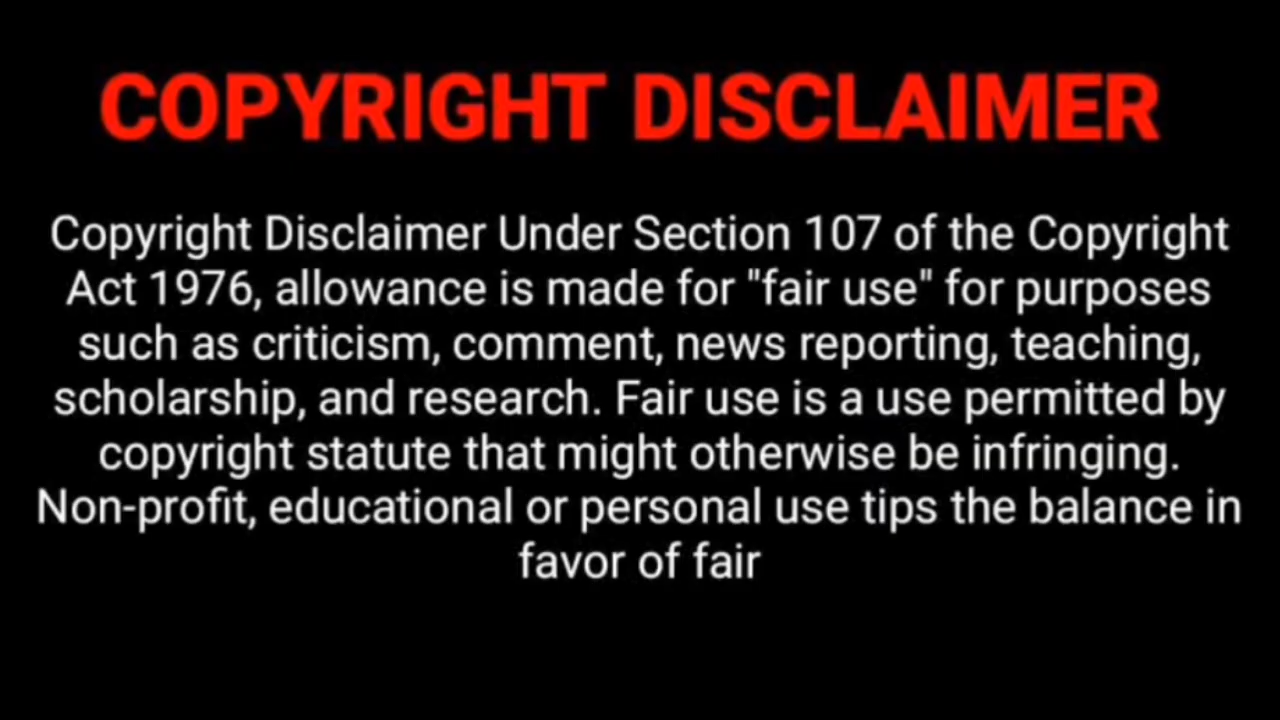 COPYRIGHT DISCLAIMER
Copyright Disclaimer Under Section 107 of the Copyright
Act 1976, allowance is made for "fair use" for purposes
such as criticism, comment, news reporting, teaching,
scholarship, and research. Fair use is a use permitted by
copyright statute that might otherwise be infringing.
Non-profit, educational or personal use tips the balance in
favor of fair